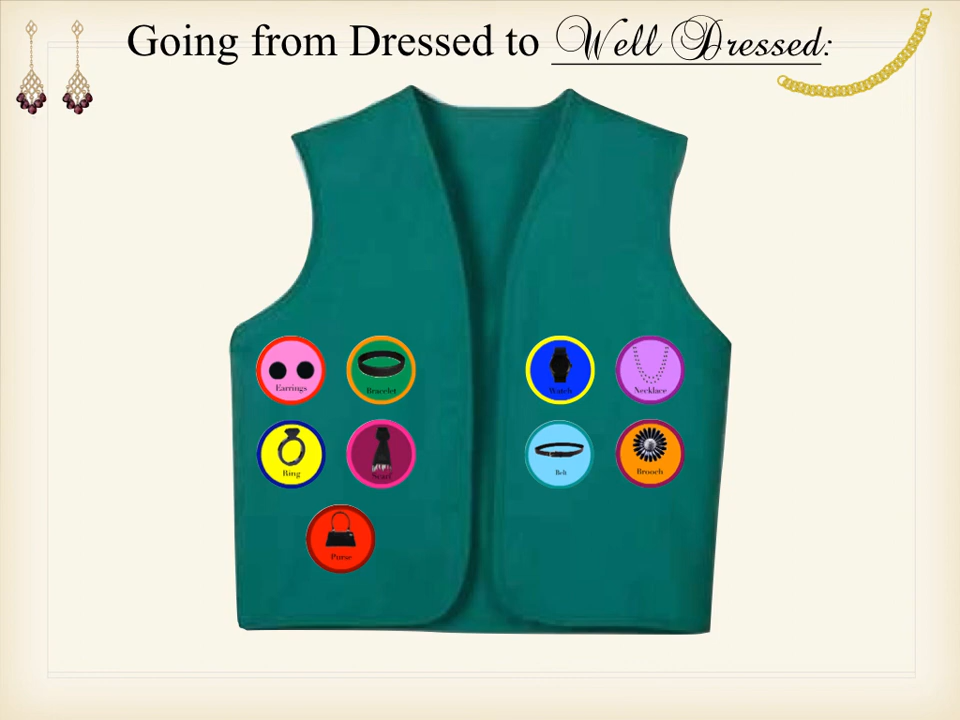 Going from Dressed to Well Dressed:
Earrings
Bracelet
Watch
Necklace
Ring
Scarf
Belt
Brooch
Purse